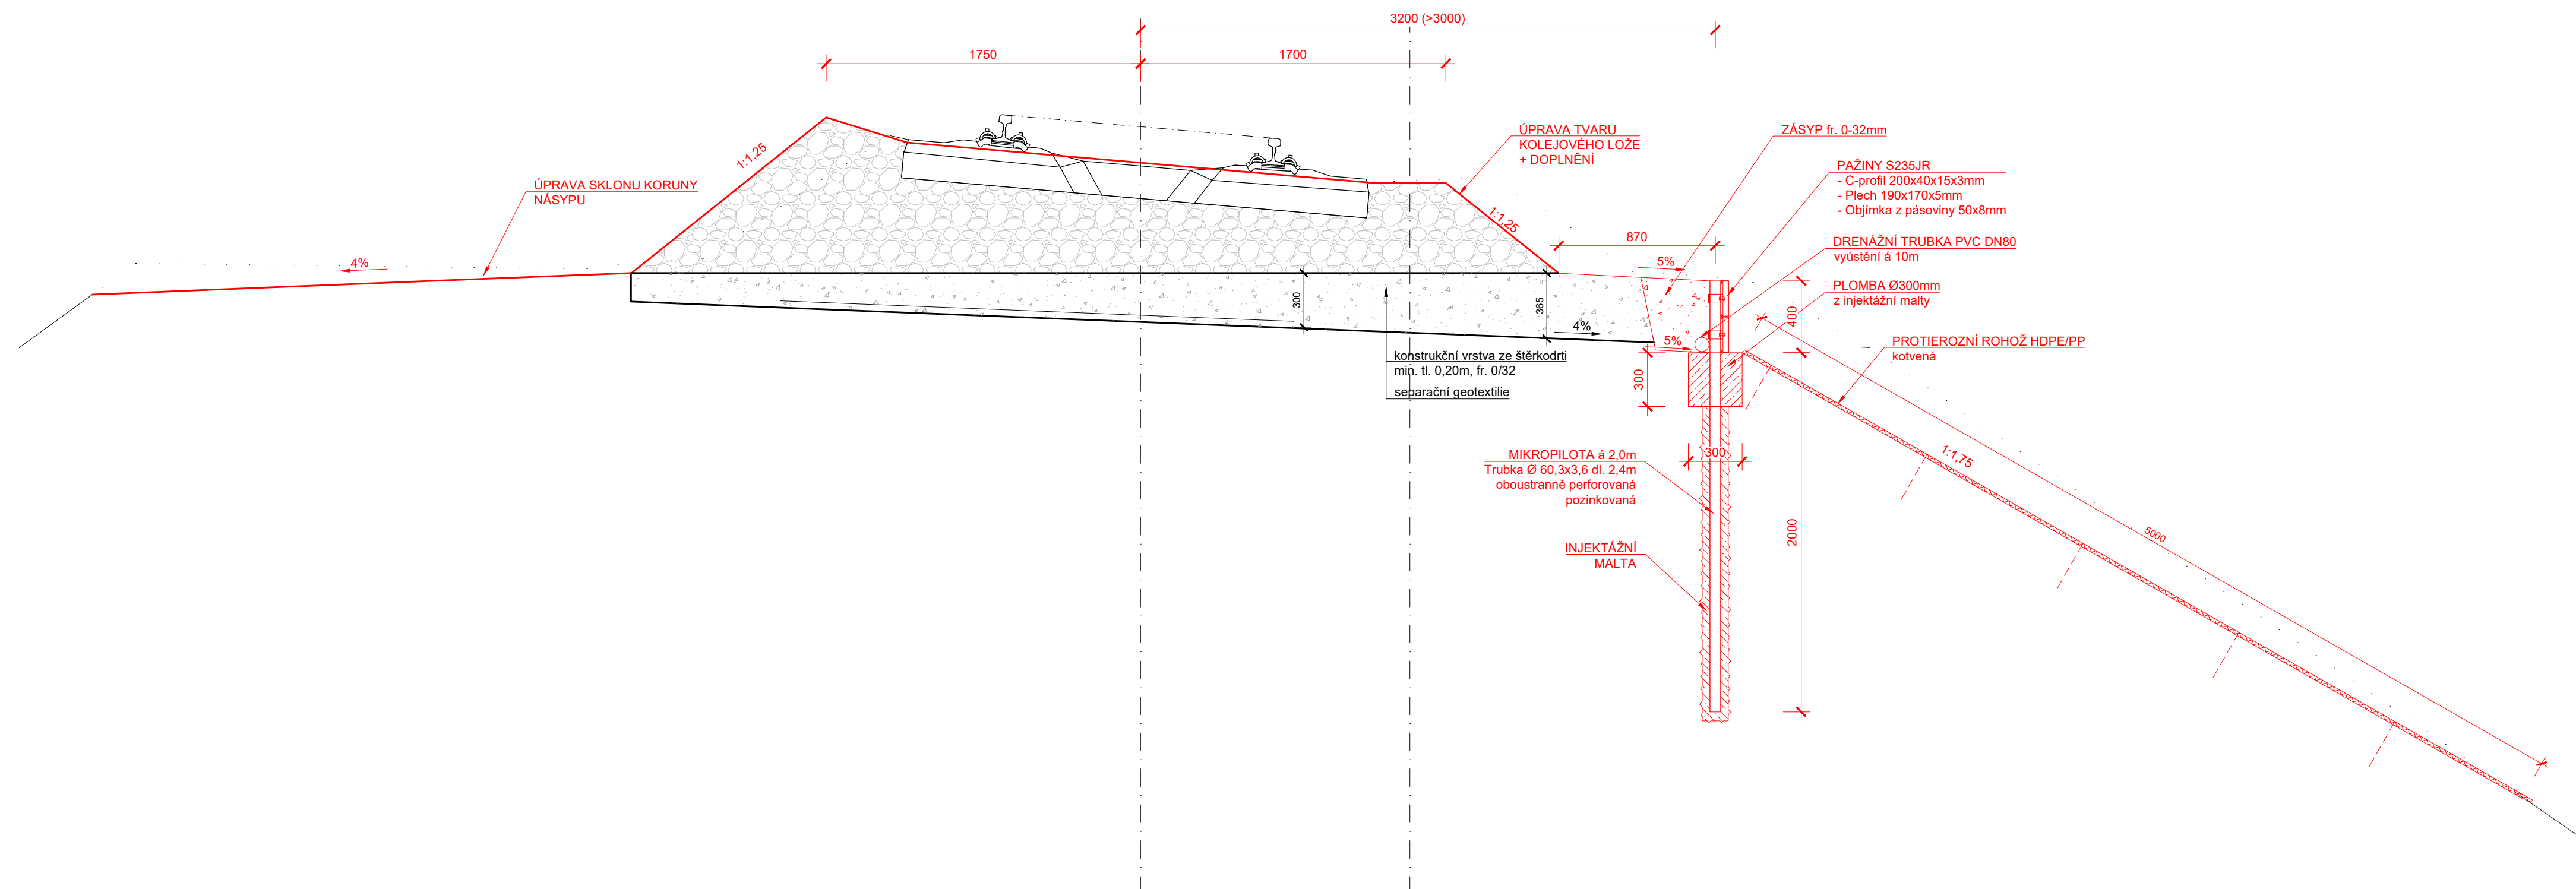 3200 (>3000)
1750
1700
1:1,25
ÚPRAVA SKLONU KORUNY
NÁSYPU
4%
ÚPRAVA TVARU
KOLEJOVÉHO LOŽE
+ DOPLNĚNÍ
1:1,25
870
5%
ZÁSYP fr. 0-32mm
PAŽINY S235JR
- C-profil 200x40x15x3mm
- Plech 190x170x5mm
- Objímka z pásoviny 50x8mm
DRENÁŽNÍ TRUBKA PVC DN80
vyústění á 10m
PLOMBA Ø300mm
z injektážní malty
PROTIEROZNÍ ROHOŽ HDPE/PP
kotvená
300
365
400
4%
5%
konstrukční vrstva ze štěrkodrti
min. tl. 0,20m, fr. 0/32
separační geotextilie
300
300
MIKROPILOTA á 2,0m
Trubka Ø 60,3x3,6 dl. 2,4m
oboustranně perforovaná
pozinkovaná
INJEKTÁŽNÍ
MALTA
2000
1:1,75
5000